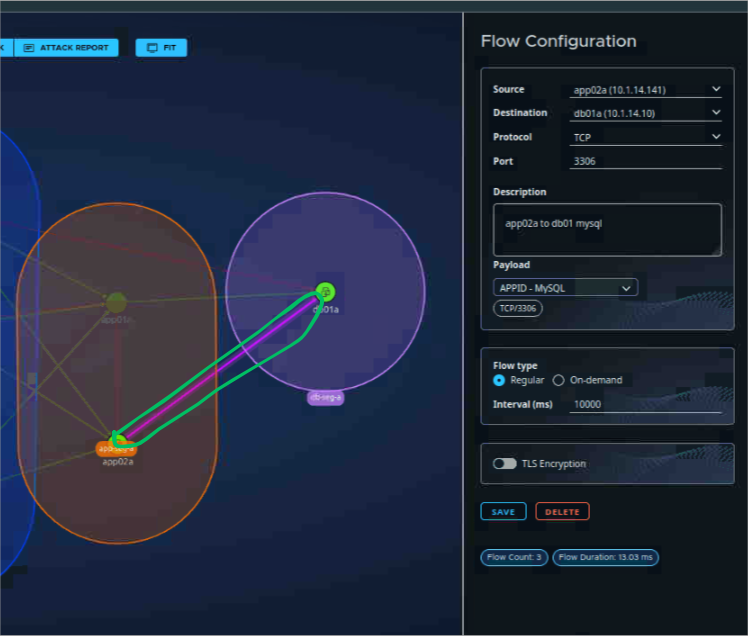 K
ATTACK REPORT
FIT
app01a
app02a
db01a
db-seg-a
Flow Configuration
Source app02a (10.1.14.141)
Destination db01a (10.1.14.10)
Protocol TCP
Port 3306
Description
app02a to db01 mysql
Payload
APPID - MySQL
TCP/3306
Flow type
Regular On-demand
Interval (ms) 10000
TLS Encryption
SAVE DELETE
Flow Count: 3 Flow Duration: 13.03 ms